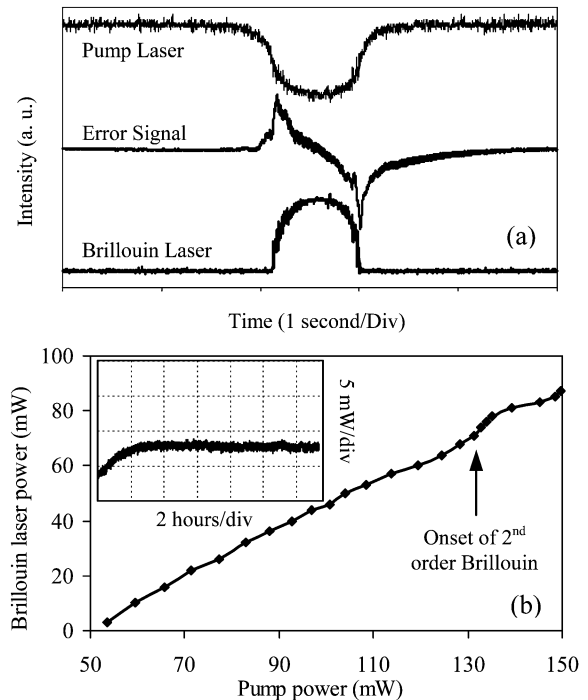 (a)
Pump Laser
Error Signal
Brillouin Laser
(a)
Intensity (a. u.)
Time (1 second/Div)
(b)
100
80
60
40
20
0
Brillouin laser power (mW)
5 mW/div
2 hours/div
Onset of 2nd
order Brillouin
(b)
50
70
90
110
130
150
Pump power (mW)